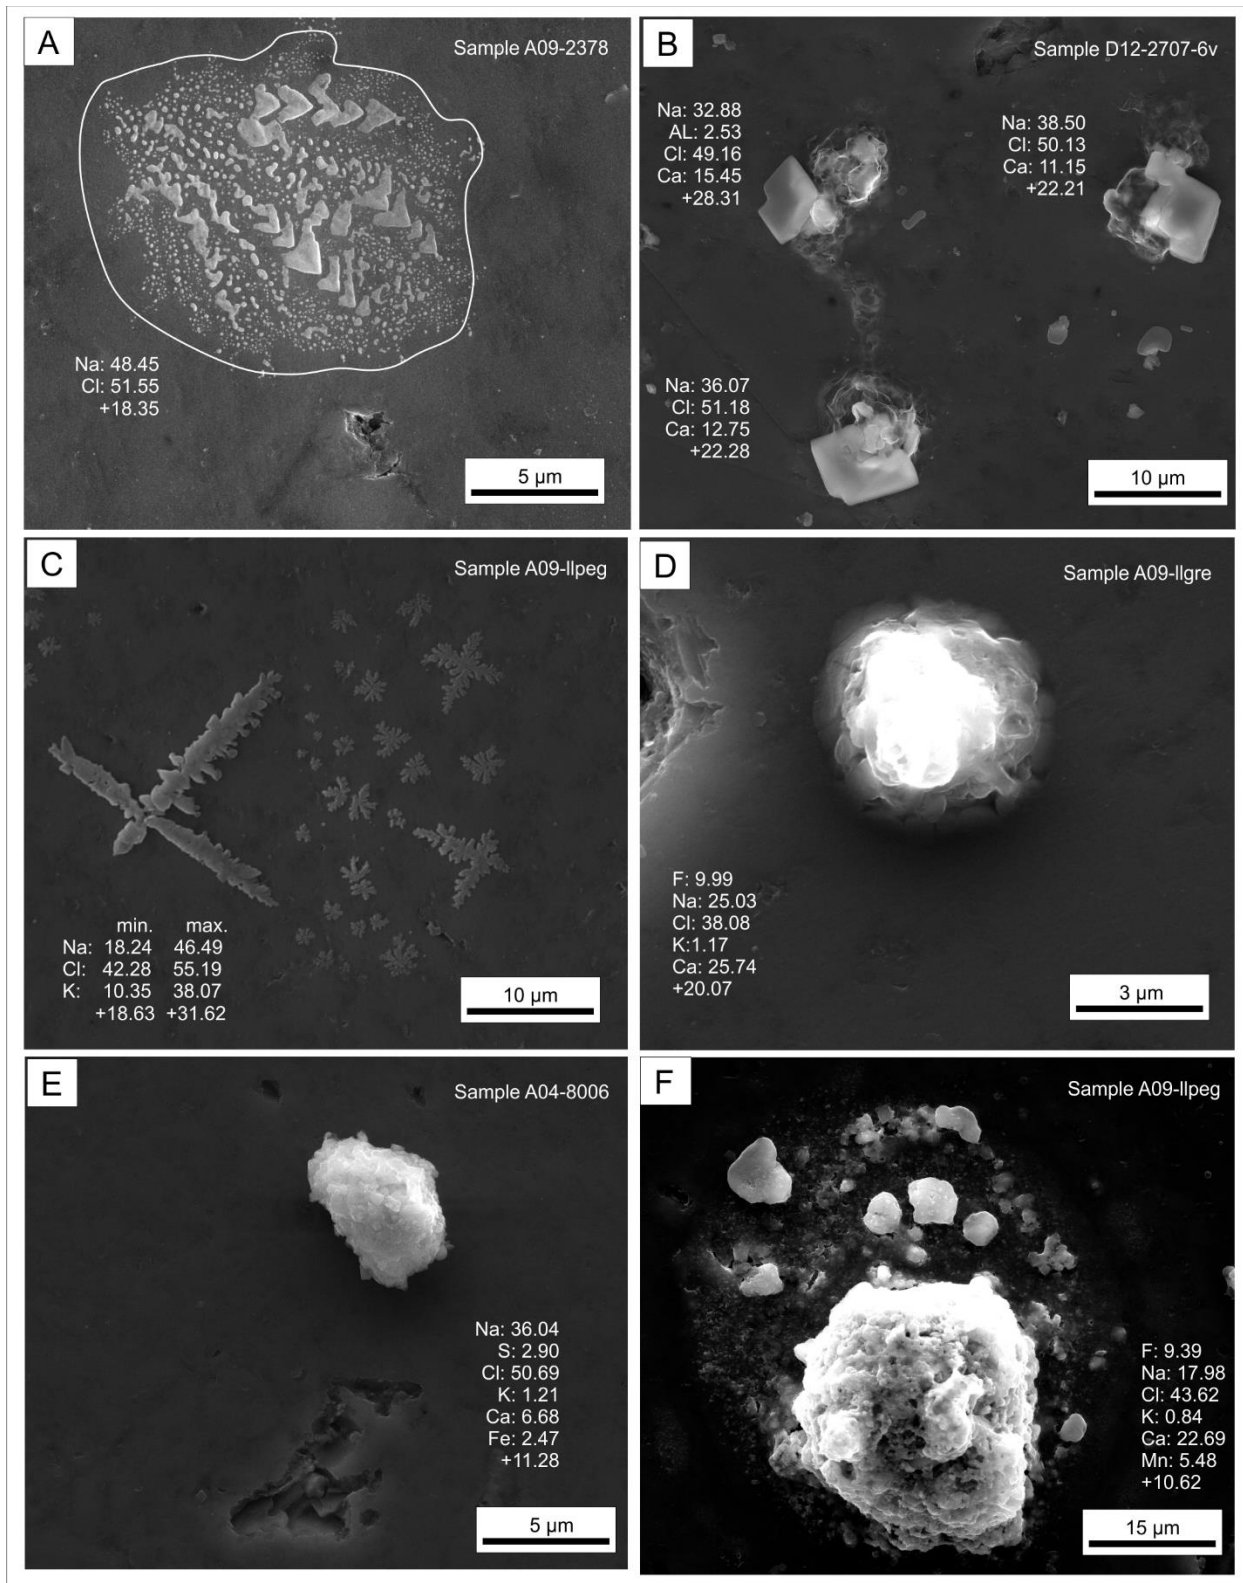 A
Sample A09-2378
Na: 48.45
Cl: 51.55
+18.35
5 µm
B
Sample D12-2707-6v
Na: 32.88
AL: 2.53
Cl: 49.16
Ca: 15.45
+28.31
Na: 38.50
Cl: 50.13
Ca: 11.15
+22.21
Na: 36.07
Cl: 51.18
Ca: 12.75
+22.28
10 µm
C
Sample A09-llpeg
min. max.
Na: 18.24 46.49
Cl: 42.28 55.19
K: 10.35 38.07
+18.63 +31.62
10 µm
D
Sample A09-llgre
F: 9.99
Na: 25.03
Cl: 38.08
K:1.17
Ca: 25.74
+20.07
3 µm
E
Sample A04-8006
Na: 36.04
S: 2.90
Cl: 50.69
K: 1.21
Ca: 6.68
Fe: 2.47
+11.28
5 µm
F
Sample A09-llpeg
F: 9.39
Na: 17.98
Cl: 43.62
K: 0.84
Ca: 22.69
Mn: 5.48
+10.62
15 µm